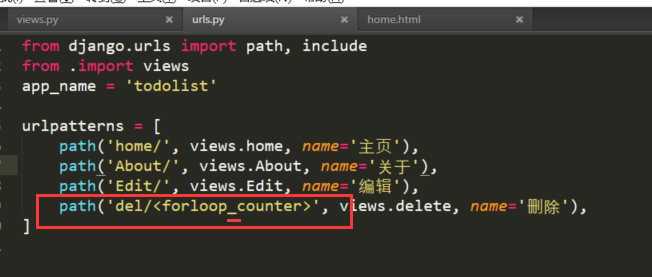 views.py × urls.py × home.html ×
from django.urls import path, include
from .import views
app_name = 'todolist'
urlpatterns = [
path('home/', views.home, name='主页'),
path('About/', views.About, name='关于'),
path('Edit/', views.Edit, name='编辑'),
path('del/<forloop_counter>', views.delete, name='删除'),
]